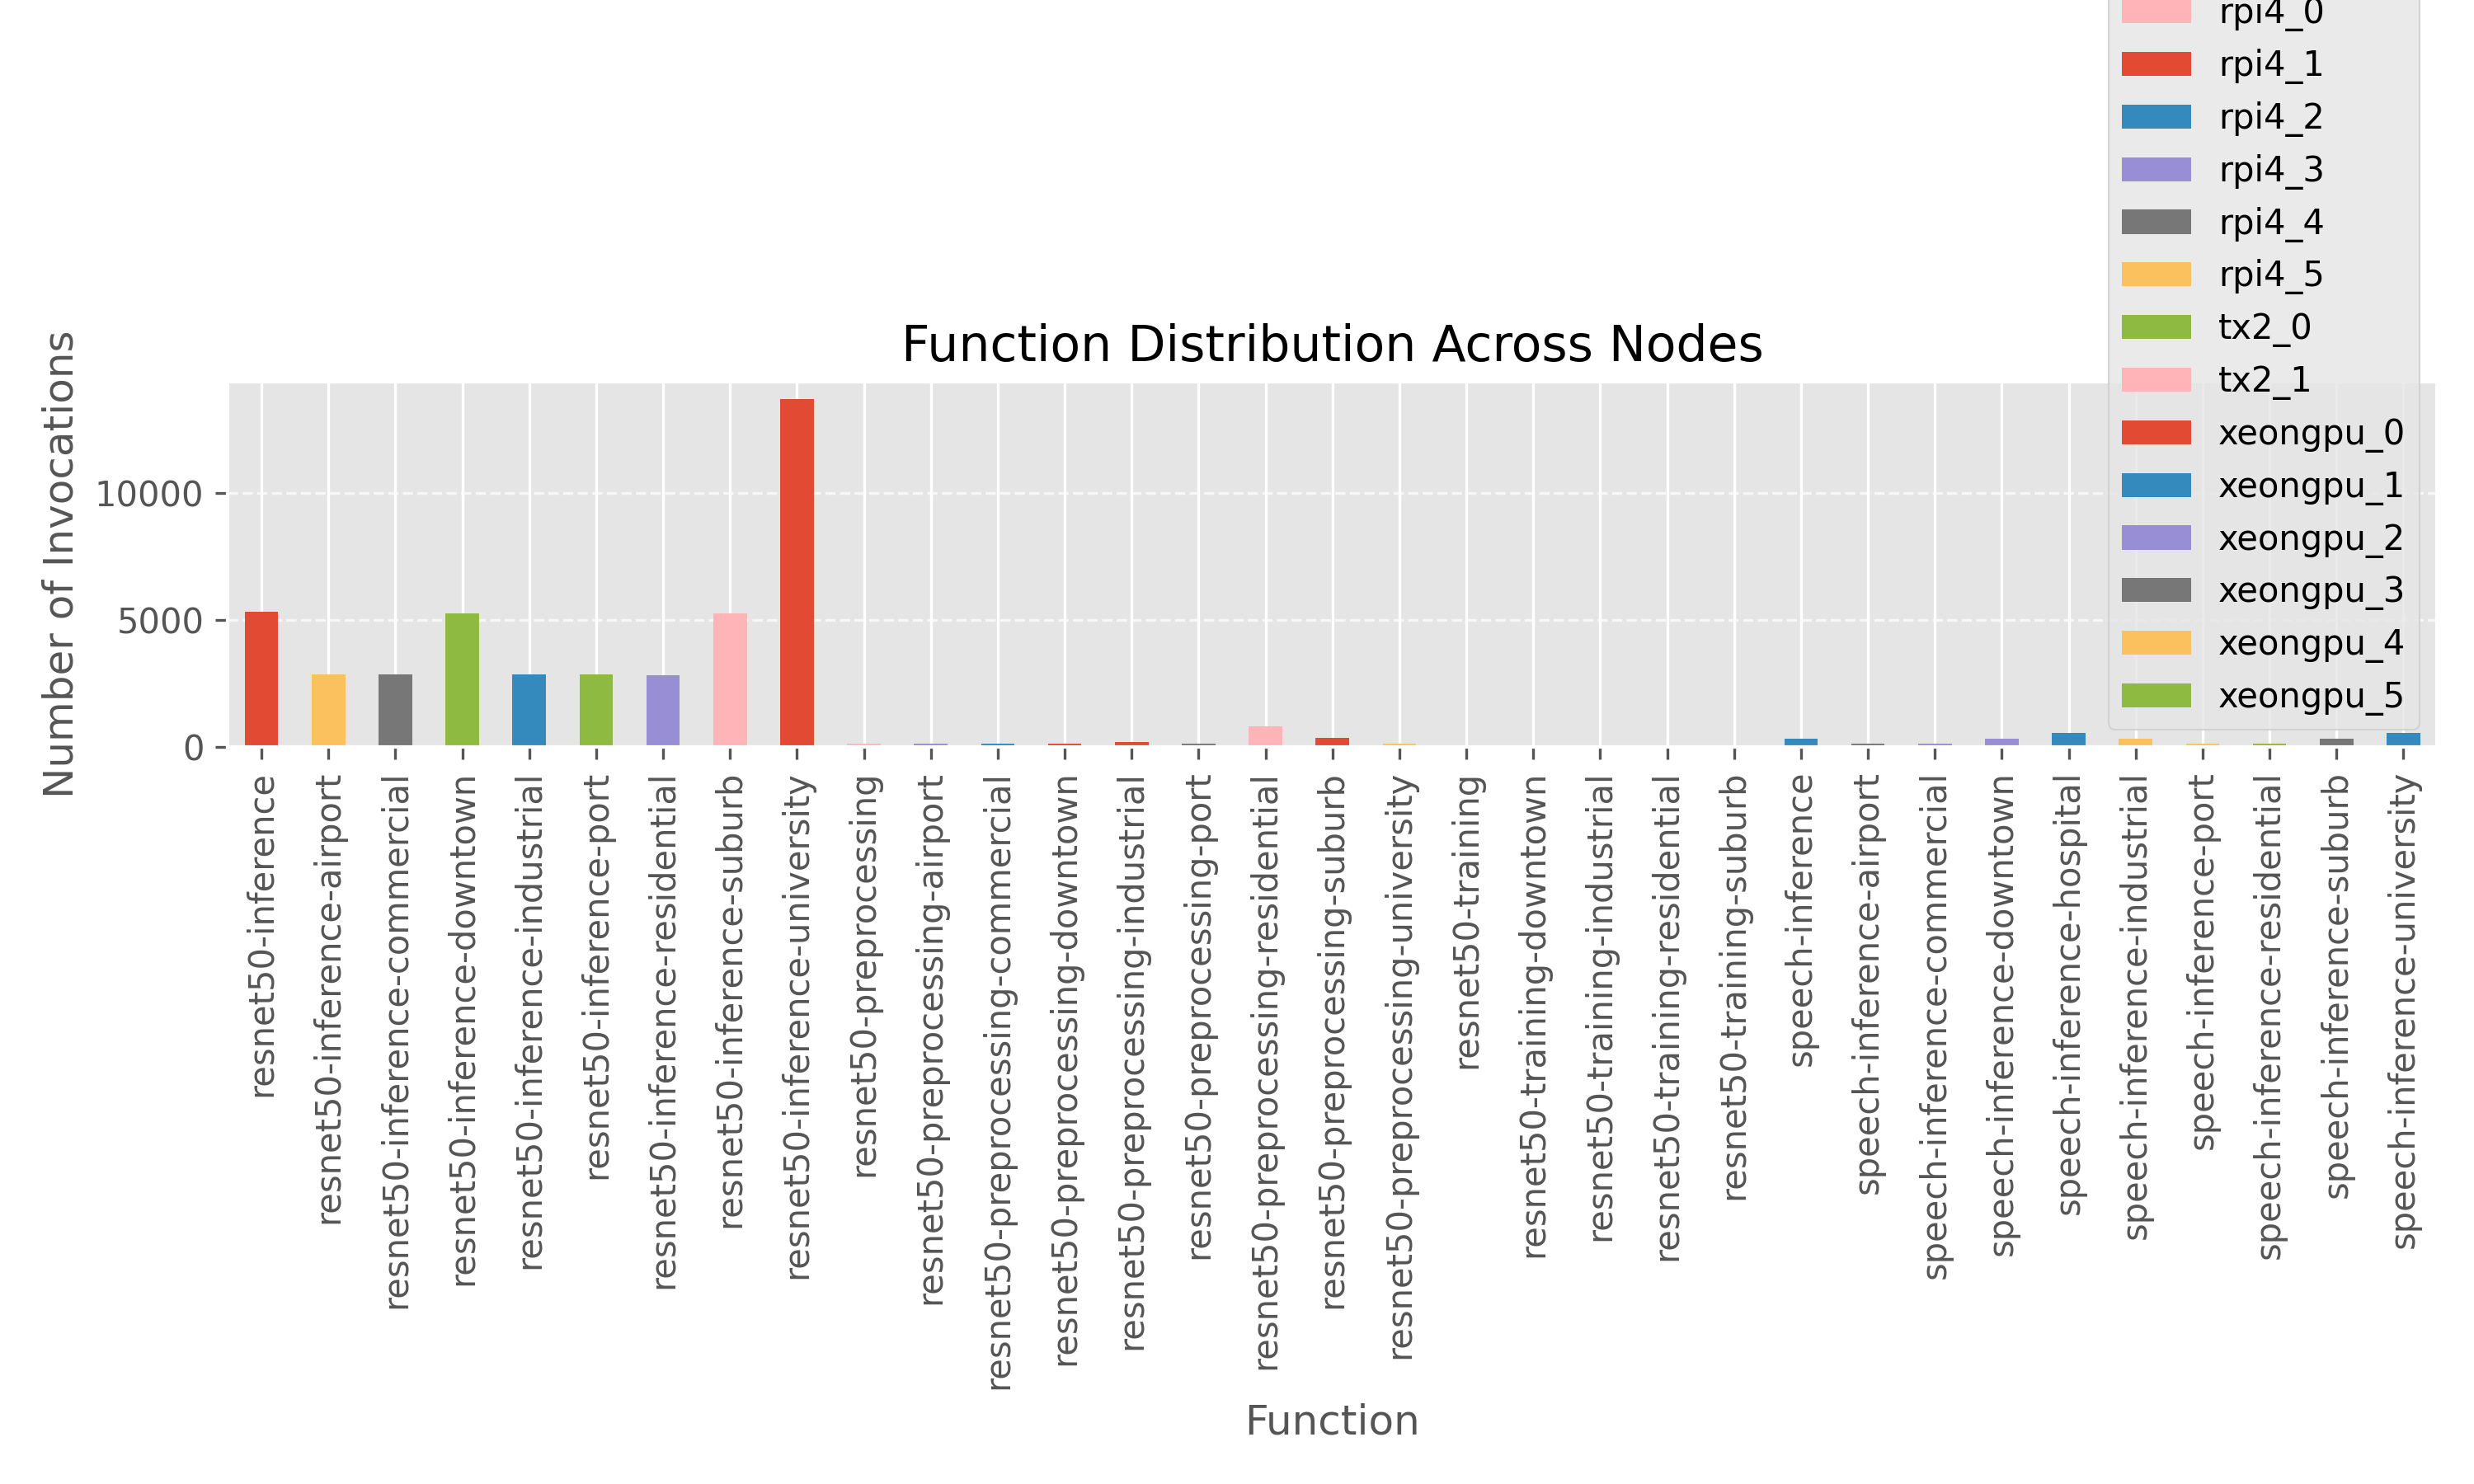 rpi4_0
rpi4_1
rpi4_2
rpi4_3
rpi4_4
rpi4_5
tx2_0
tx2_1
xeongpu_0
xeongpu_1
xeongpu_2
xeongpu_3
xeongpu_4
xeongpu_5
Function Distribution Across Nodes
Number of Invocations
10000
5000
0
resnet50-inference
resnet50-inference-airport
resnet50-inference-commercial
resnet50-inference-downtown
resnet50-inference-industrial
resnet50-inference-port
resnet50-inference-residential
resnet50-inference-suburb
resnet50-inference-university
resnet50-preprocessing
resnet50-preprocessing-airport
resnet50-preprocessing-commercial
resnet50-preprocessing-downtown
resnet50-preprocessing-industrial
resnet50-preprocessing-port
resnet50-preprocessing-residential
resnet50-preprocessing-suburb
resnet50-preprocessing-university
resnet50-training
resnet50-training-downtown
resnet50-training-industrial
resnet50-training-residential
resnet50-training-suburb
speech-inference
speech-inference-airport
speech-inference-commercial
speech-inference-downtown
speech-inference-hospital
speech-inference-industrial
speech-inference-port
speech-inference-residential
speech-inference-suburb
speech-inference-university
Function